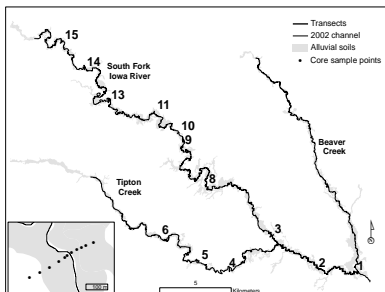 Transects
2002 channel
Alluvial soils
Core sample points
15
14
South Fork
Iowa River
13
11
10
9
Beaver
Creek
8
Tipton
Creek
6
5
4
3
2
1
5
Kilometers